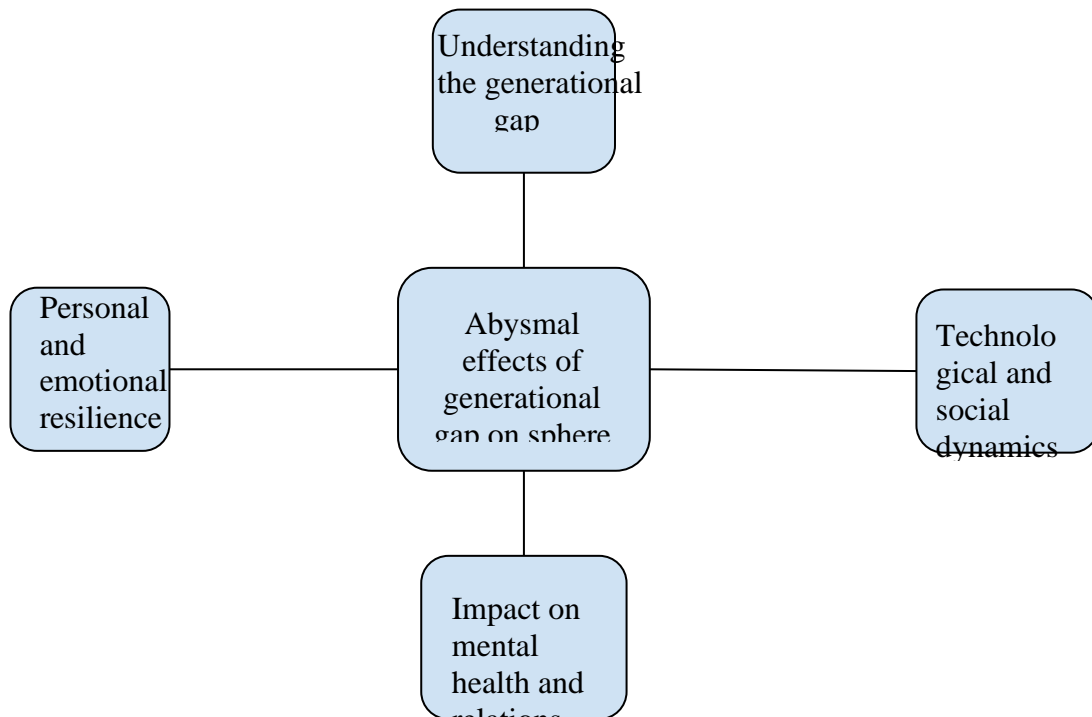 Understanding
the generational
gap
Personal
and
emotional
resilience
Abysmal
effects of
generational
gap on sphere
Technolo
gical and
social
dynamics
Impact on
mental
health and
relations